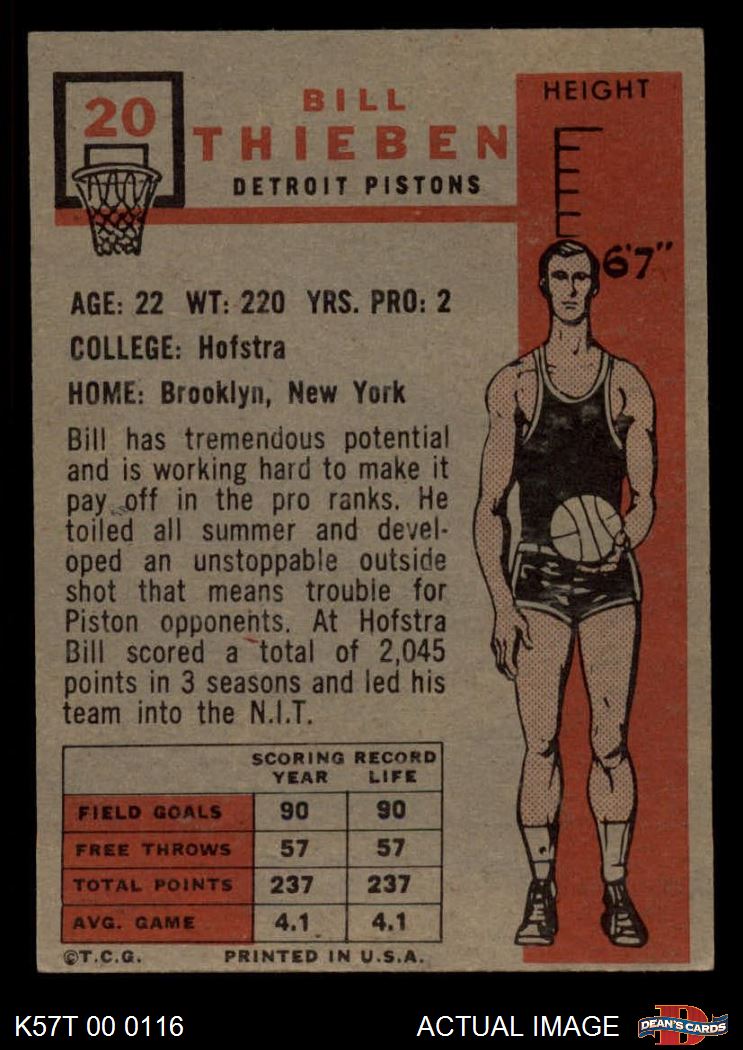 20
BILL
THIEBEN
DETROIT PISTONS
HEIGHT
6'7"
AGE: 22 WT: 220 YRS. PRO: 2
COLLEGE: Hofstra
HOME: Brooklyn, New York
Bill has tremendous potential
and is working hard to make it
pay off in the pro ranks. He
toiled all summer and devel-
oped an unstoppable outside
shot that means trouble for
Piston opponents. At Hofstra
Bill scored a total of 2,045
points in 3 seasons and led his
team into the N.I.T.
SCORING RECORD
YEAR LIFE
FIELD GOALS 90 90
FREE THROWS 57 57
TOTAL POINTS 237 237
AVG. GAME 4.1 4.1
©T.C.G. PRINTED IN U.S.A.
K57T 00 0116 ACTUAL IMAGE D DEAN'S CARDS